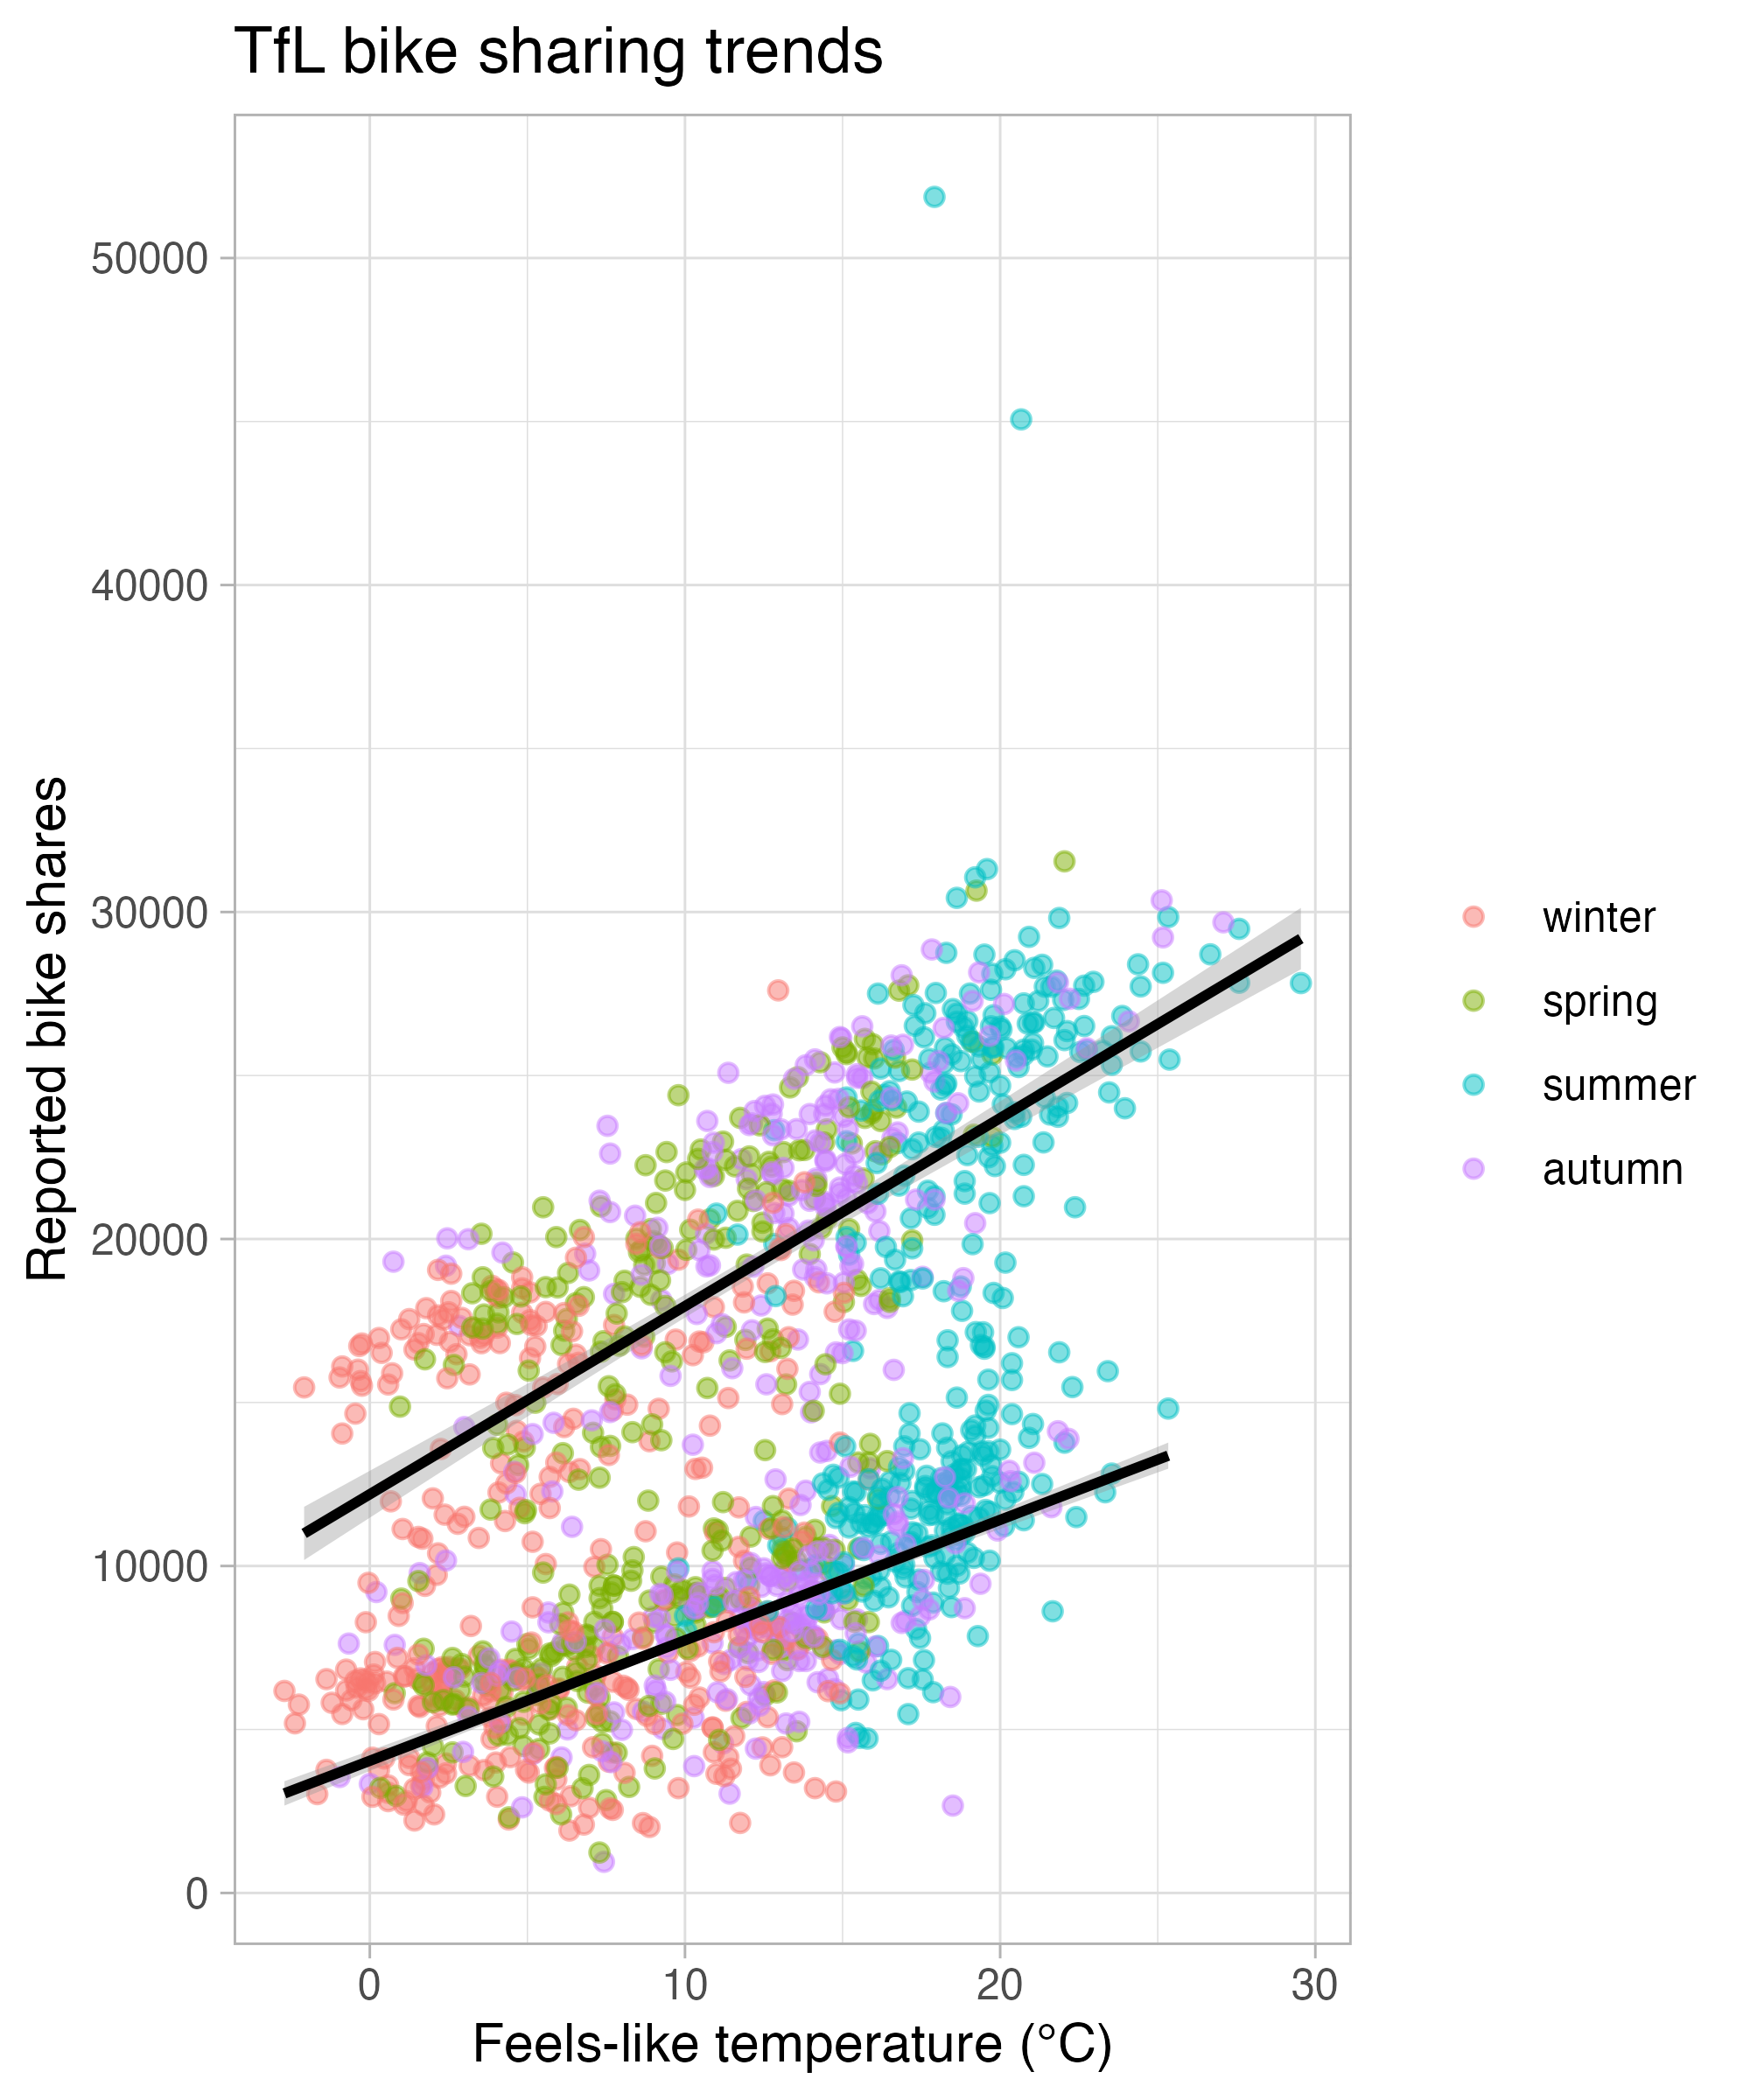 TfL bike sharing trends
50000
40000
30000
20000
10000
0
Reported bike shares
0 10 20 30
Feels-like temperature (°C)
winter
spring
summer
autumn